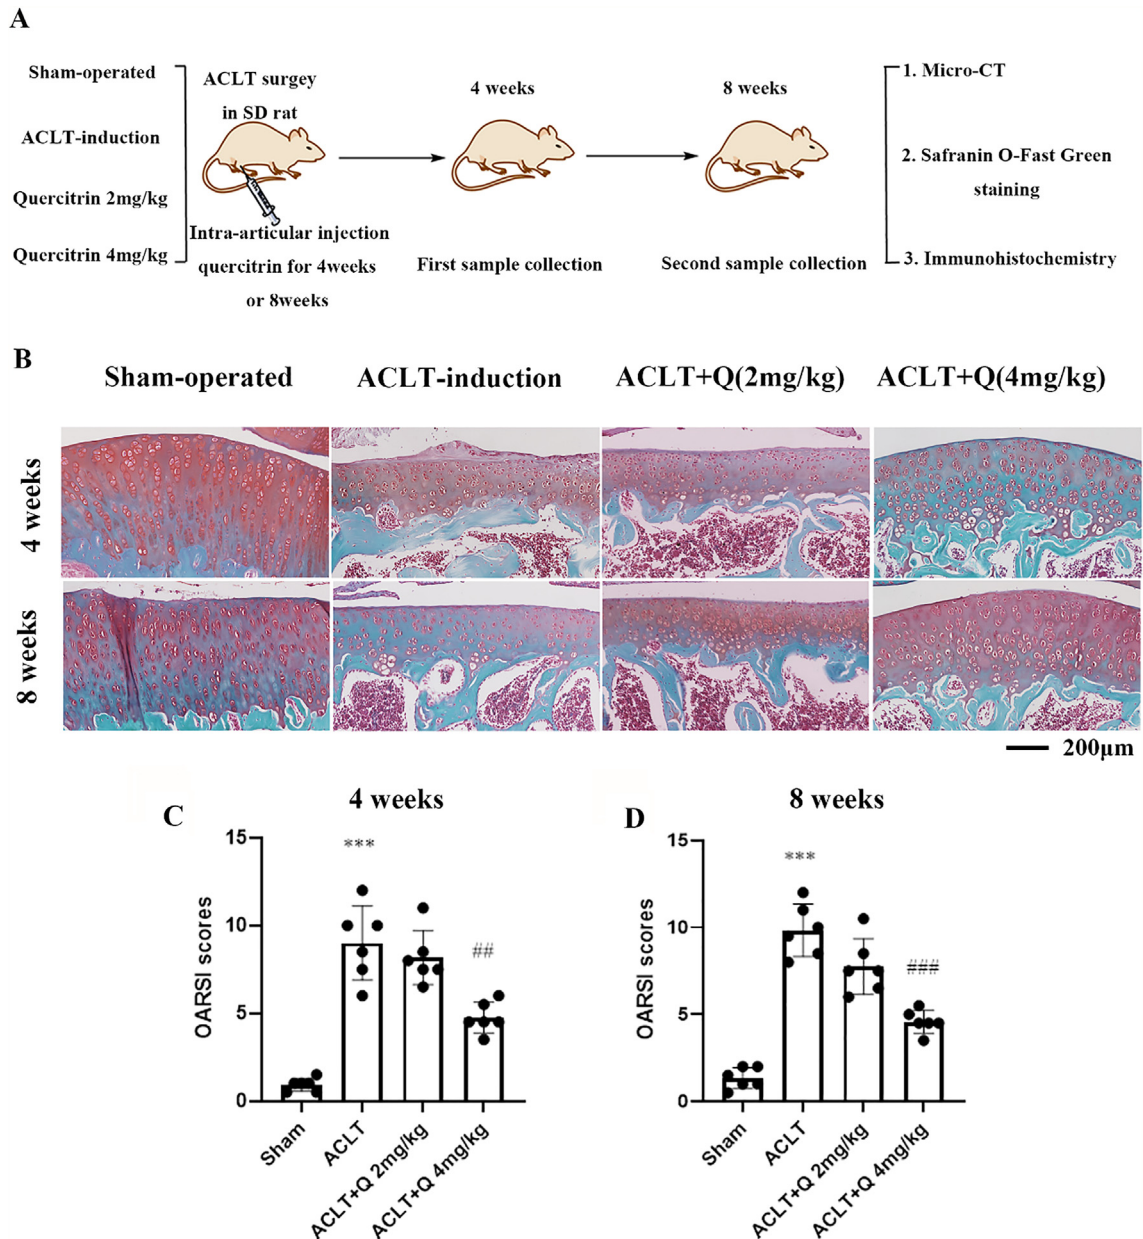 A
Sham-operated
ACLT-induction
Quercitrin 2mg/kg
Quercitrin 4mg/kg
ACLT surgey
in SD rat
Intra-articular injection
quercitrin for 4weeks
or 8weeks
4 weeks
First sample collection
8 weeks
Second sample collection
1. Micro-CT
2. Safranin O-Fast Green
staining
3. Immunohistochemistry
B
Sham-operated
ACLT-induction
ACLT+Q(2mg/kg)
ACLT+Q(4mg/kg)
4 weeks
8 weeks
200μm
C
4 weeks
OARSI scores
15
10
5
0
***
##
Sham
ACLT
ACLT+Q 2mg/kg
ACLT+Q 4mg/kg
D
8 weeks
OARSI scores
15
10
5
0
***
###
Sham
ACLT
ACLT+Q 2mg/kg
ACLT+Q 4mg/kg